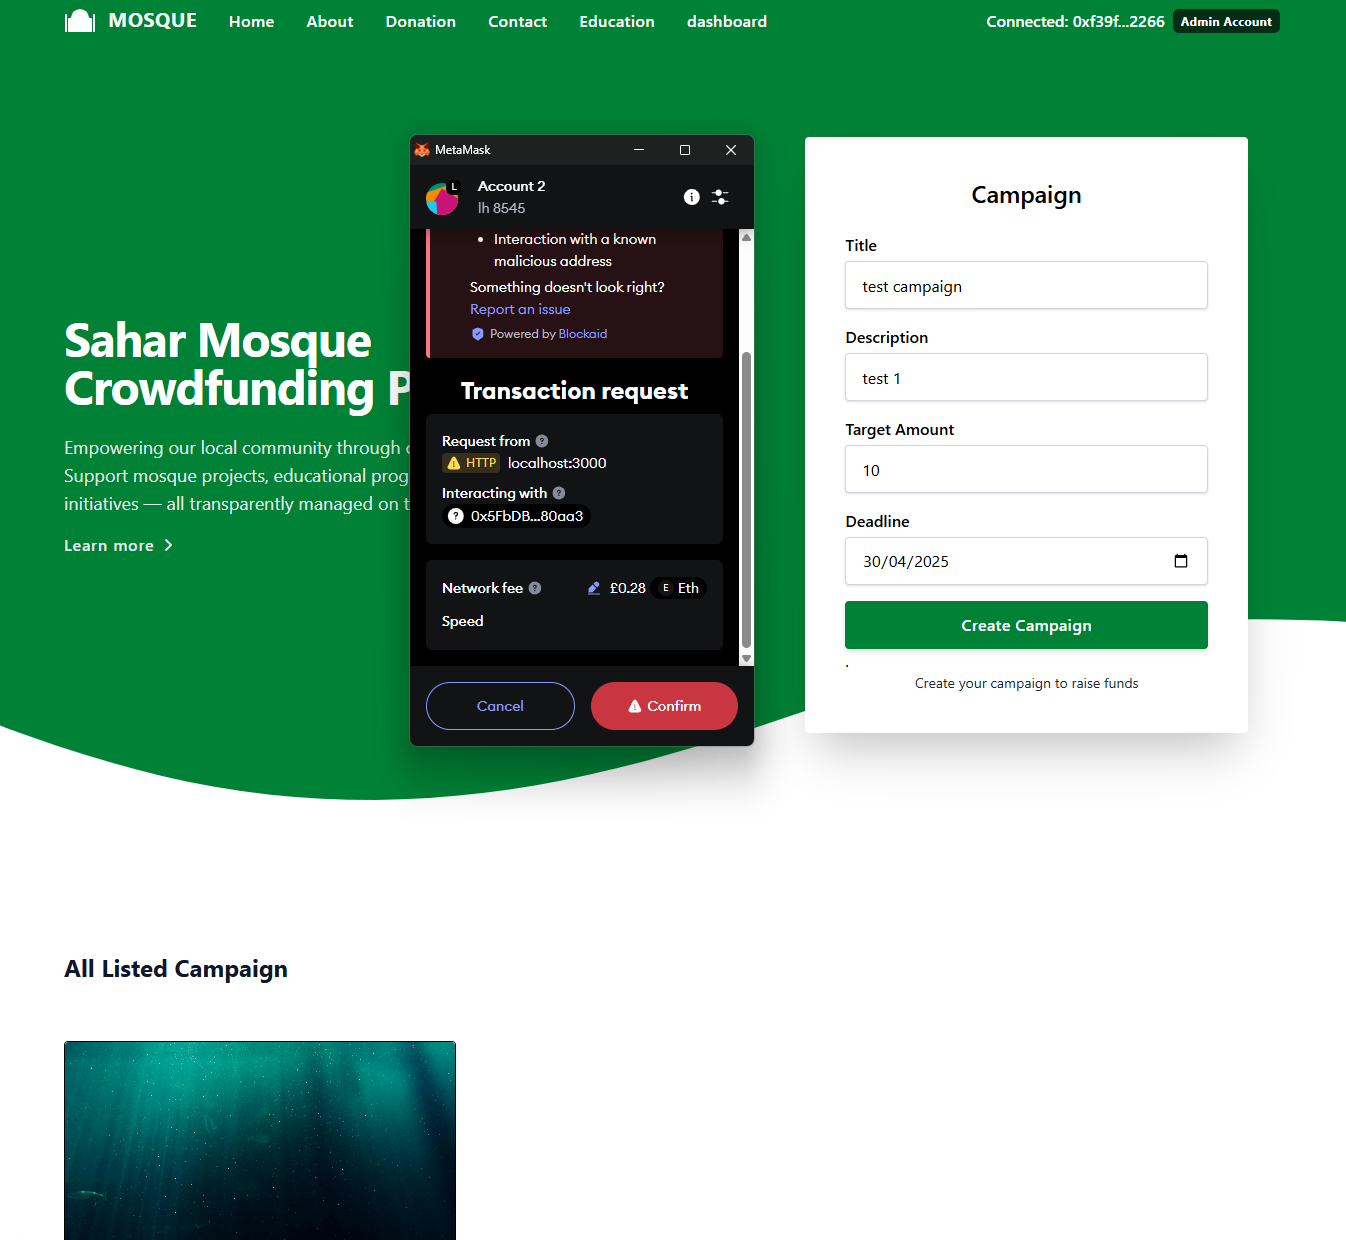 MOSQUE Home About Donation Contact Education dashboard Connected: 0xf39f...2266 Admin Account
Sahar Mosque
Crowdfunding P
Empowering our local community through
Support mosque projects, educational prog
initiatives — all transparently managed on t
Learn more
MetaMask
L
Account 2
lh 8545
Interaction with a known
malicious address
Something doesn't look right?
Report an issue
Powered by Blockaid
Transaction request
Request from
HTTP localhost:3000
Interacting with
0x5FbDB...80aa3
Network fee £0.28 E Eth
Speed
Cancel Confirm
Campaign
Title
test campaign
Description
test 1
Target Amount
10
Deadline
30/04/2025
Create Campaign
.
Create your campaign to raise funds
All Listed Campaign